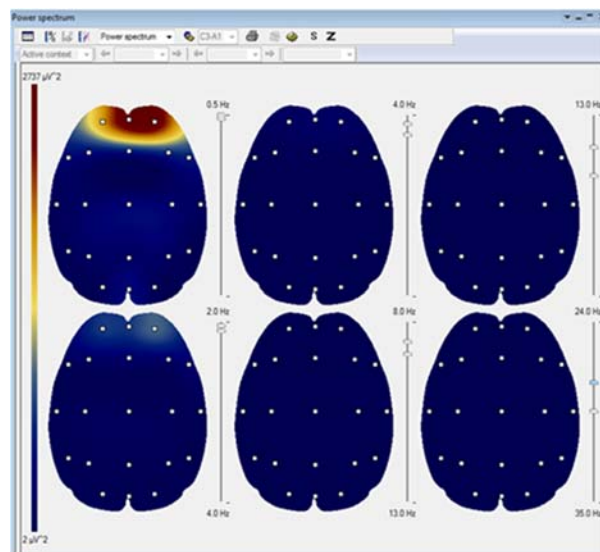 Power spectrum
Power spectrum C3-A1 S Z
Active context
2737 µV^2
0.5 Hz
4.0 Hz
13.0 Hz
2.0 Hz
8.0 Hz
24.0 Hz
4.0 Hz
13.0 Hz
35.0 Hz
2 µV^2